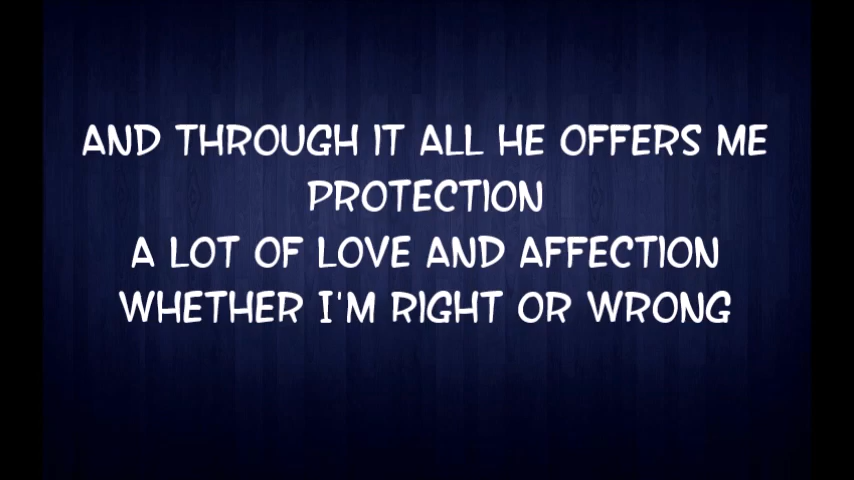 AND THROUGH IT ALL HE OFFERS ME
PROTECTION
A LOT OF LOVE AND AFFECTION
WHETHER I'M RIGHT OR WRONG